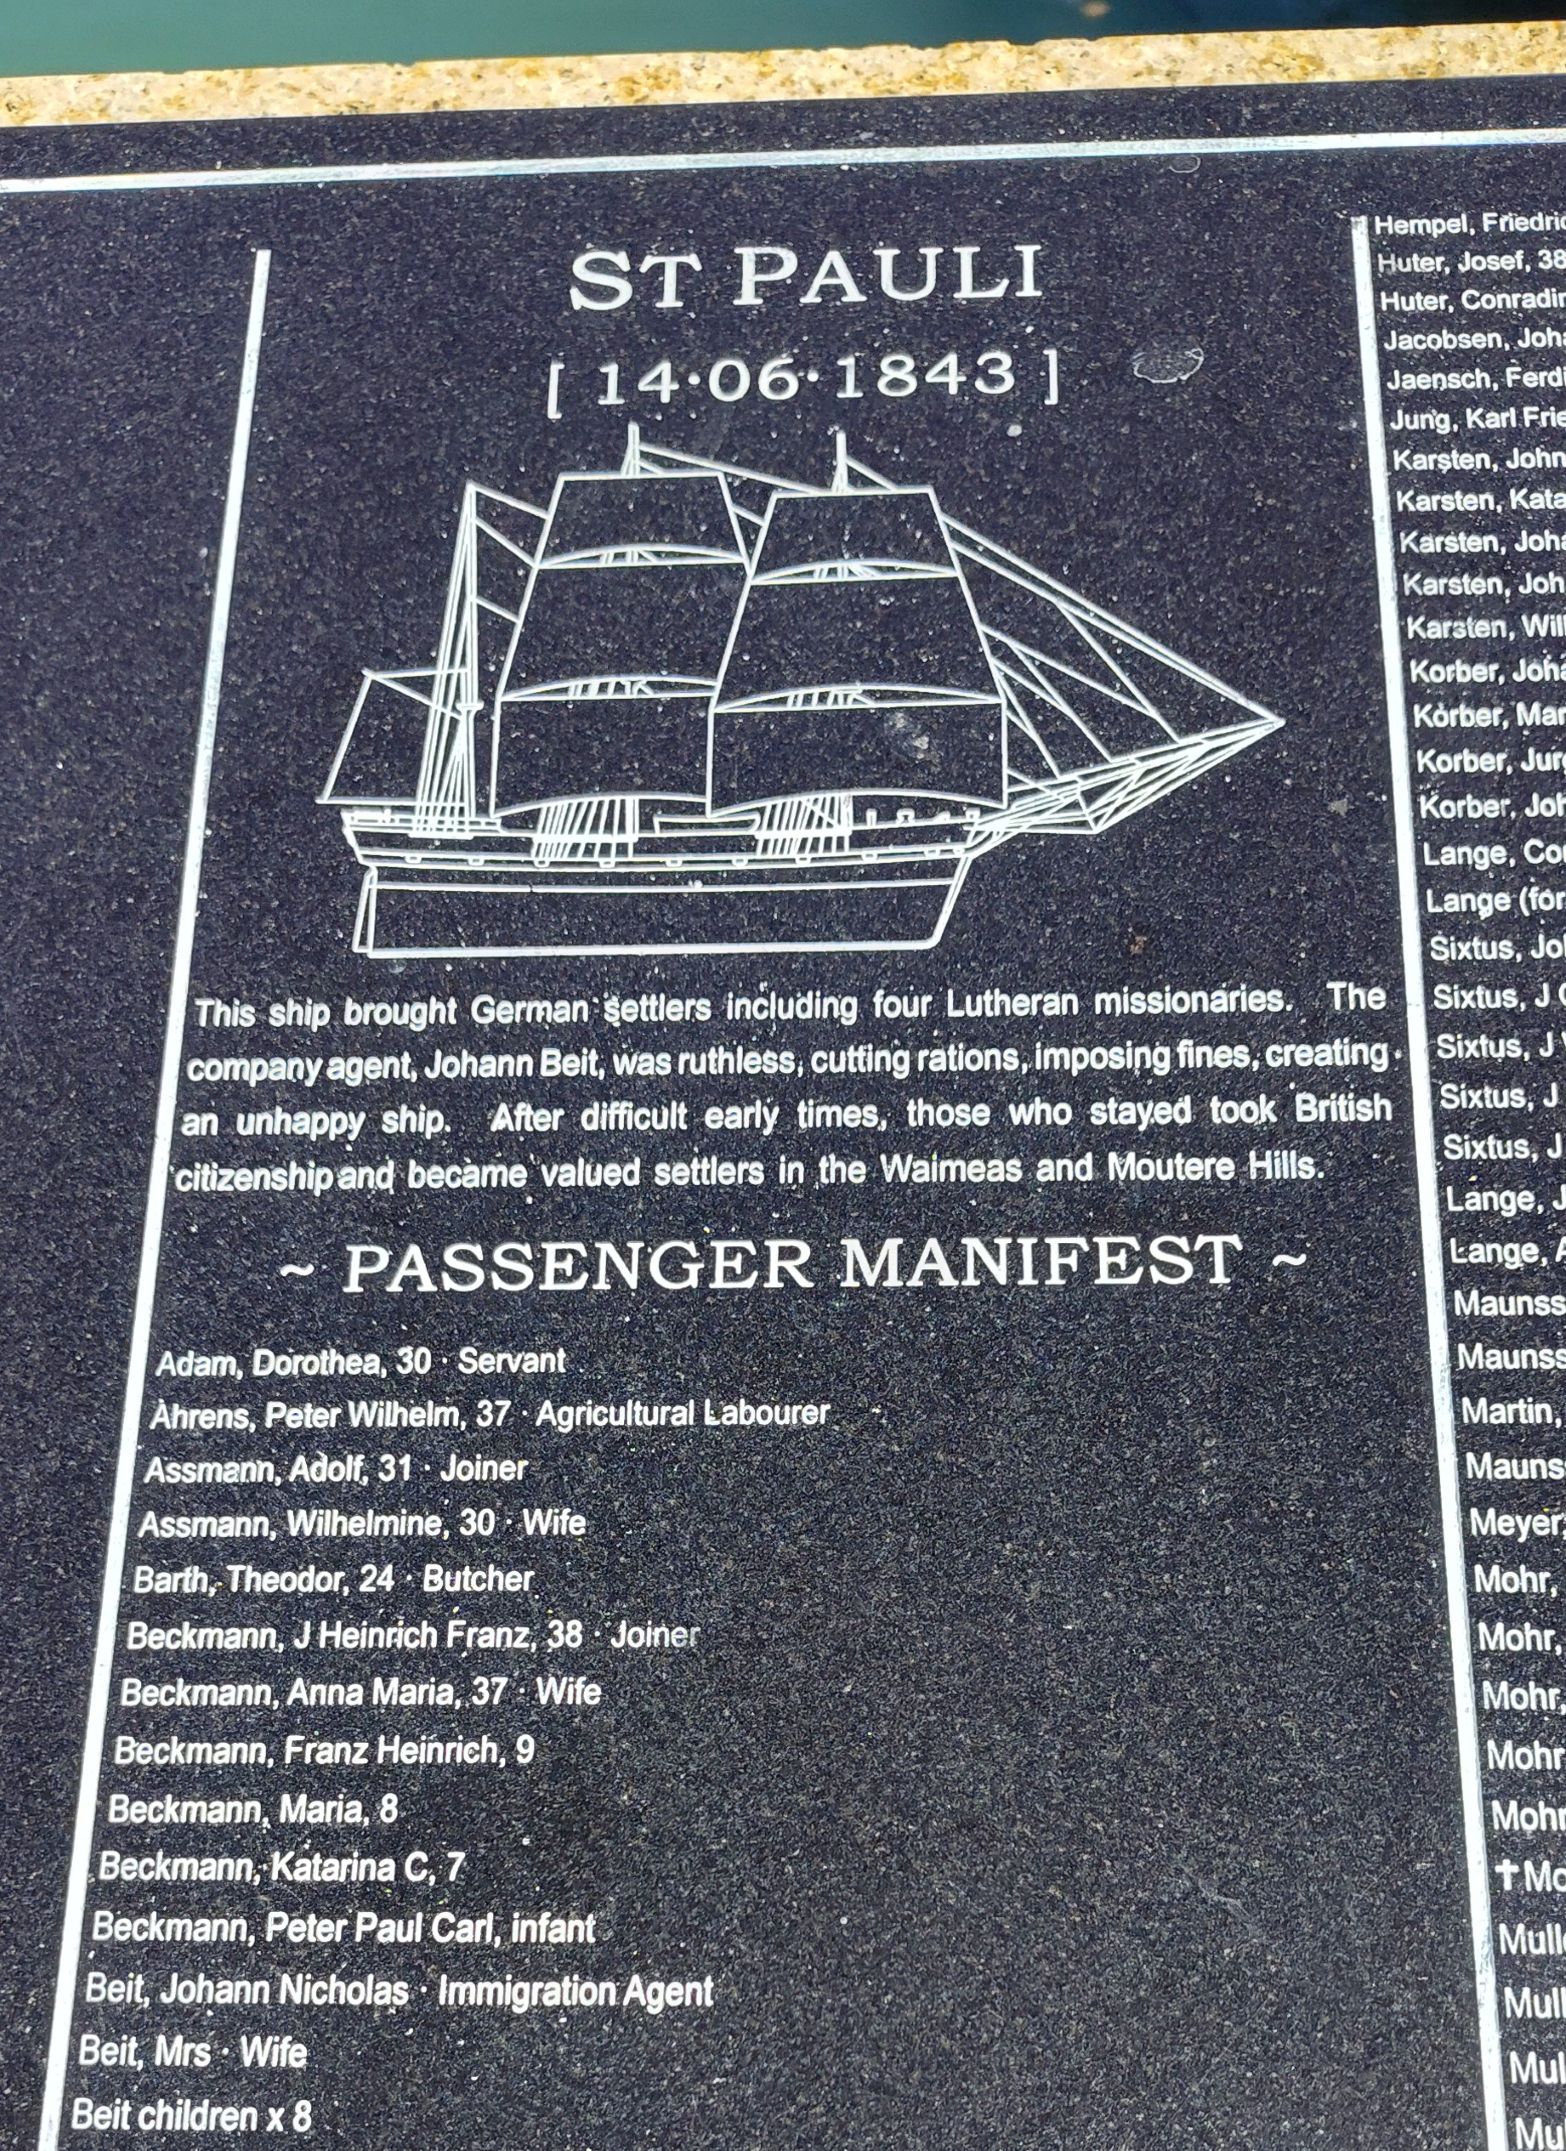 ST PAULI
[ 14·06·1843 ]
This ship brought German settlers including four Lutheran missionaries. The
company agent, Johann Beit, was ruthless, cutting rations, imposing fines, creating
an unhappy ship. After difficult early times, those who stayed took British
citizenship and became valued settlers in the Waimeas and Moutere Hills.
~ PASSENGER MANIFEST ~
Adam, Dorothea, 30 · Servant
Ahrens, Peter Wilhelm, 37 · Agricultural Labourer
Assmann, Adolf, 31 · Joiner
Assmann, Wilhelmine, 30 · Wife
Barth, Theodor, 24 · Butcher
Beckmann, J Heinrich Franz, 38 · Joiner
Beckmann, Anna Maria, 37 · Wife
Beckmann, Franz Heinrich, 9
Beckmann, Maria, 8
Beckmann, Katarina C, 7
Beckmann, Peter Paul Carl, infant
Beit, Johann Nicholas · Immigration Agent
Beit, Mrs · Wife
Beit children x 8
Hempel,
Huter, Josef, 38
Huter,
Jacobsen,
Jaensch,
Jung, Karl
Karsten,
Karsten,
Karsten,
Karsten,
Karsten,
Korber,
Korber,
Korber,
Korber,
Lange,
Lange
Sixtus,
Sixtus, J
Sixtus, J
Sixtus, J
Sixtus, J
Lange,
Lange,
Martin,
Meyer,
Mohr,
Mohr,
Mohr,
Mohr